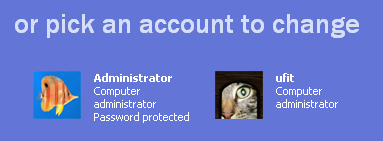 or pick an account to change
Administrator
Computer
administrator
Password protected
ufit
Computer
administrator